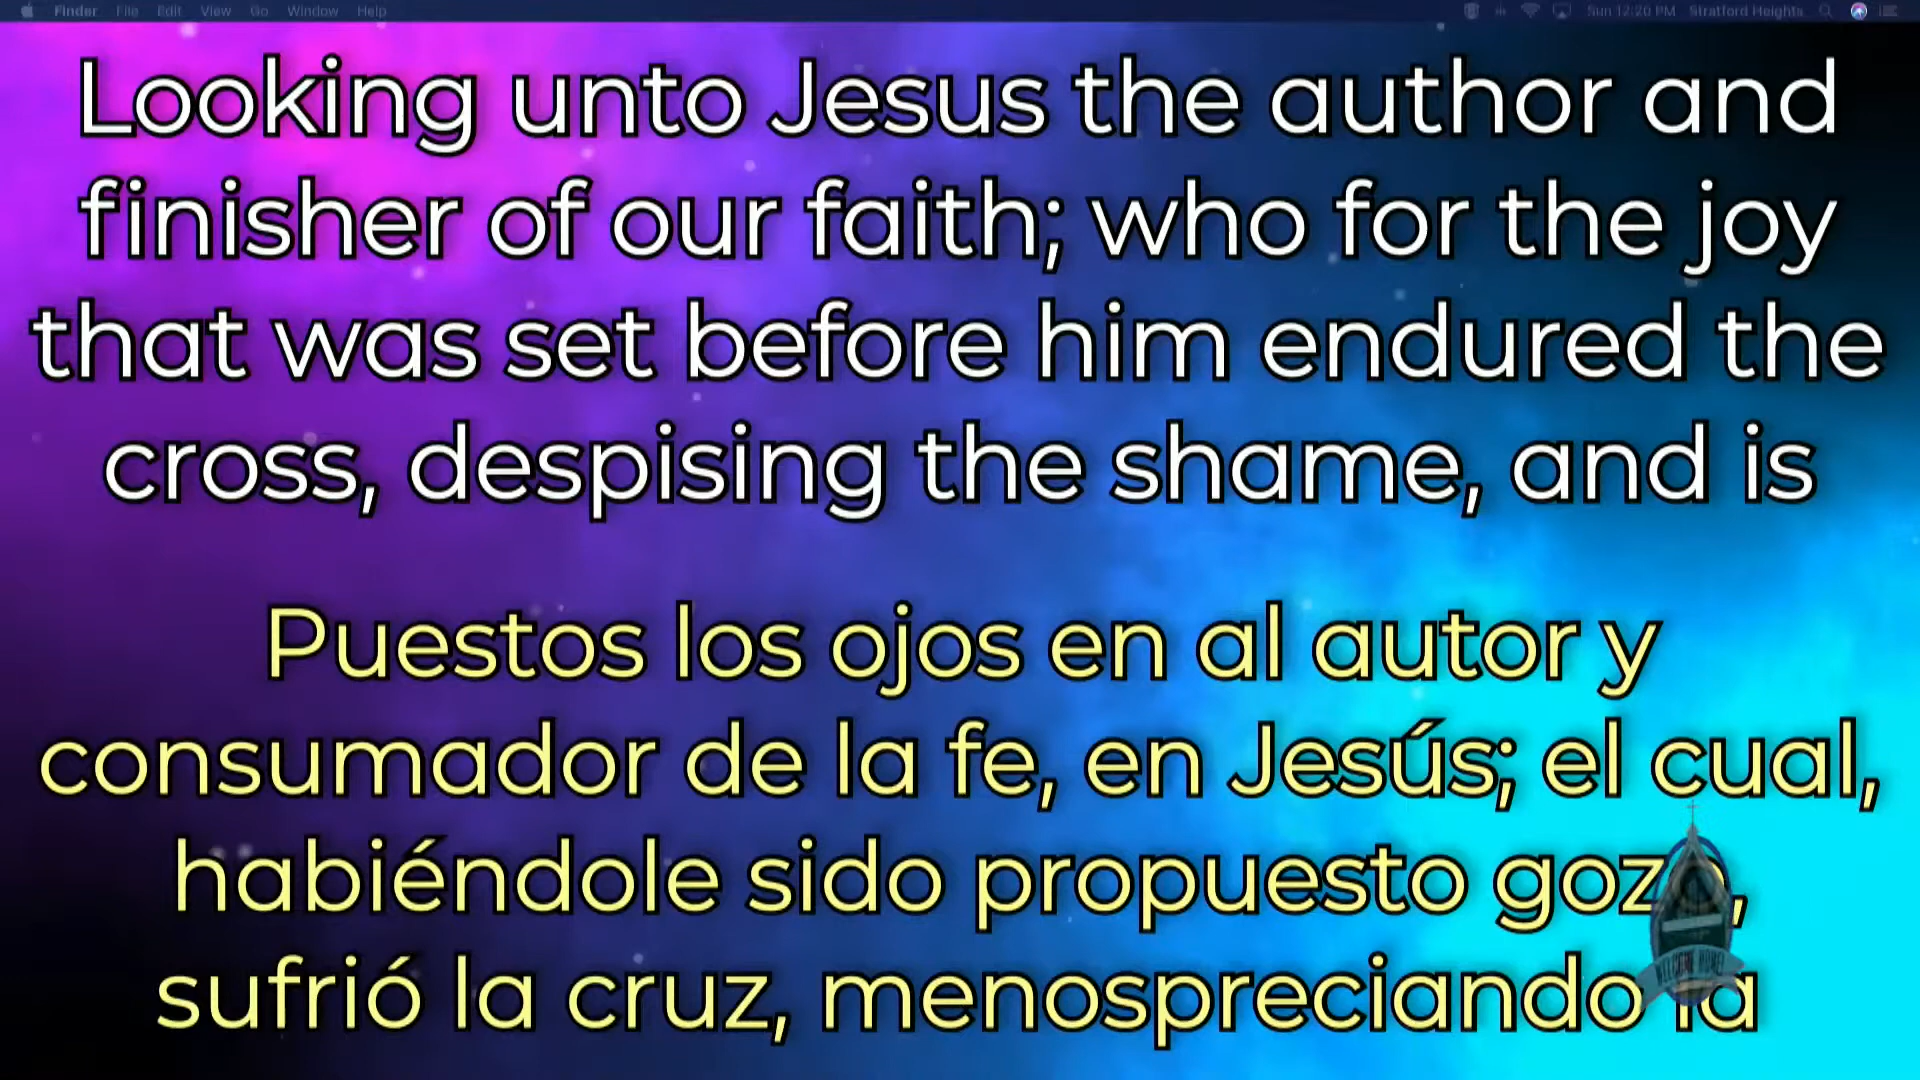 Finder File Edit View Go Window Help Sun 12:20 PM Stratford Heights
Looking unto Jesus the author and
finisher of our faith; who for the joy
that was set before him endured the
cross, despising the shame, and is
Puestos los ojos en al autor y
consumador de la fe, en Jesús; el cual,
habiéndole sido propuesto gozo,
sufrió la cruz, menospreciando la
WELCOME HOME!